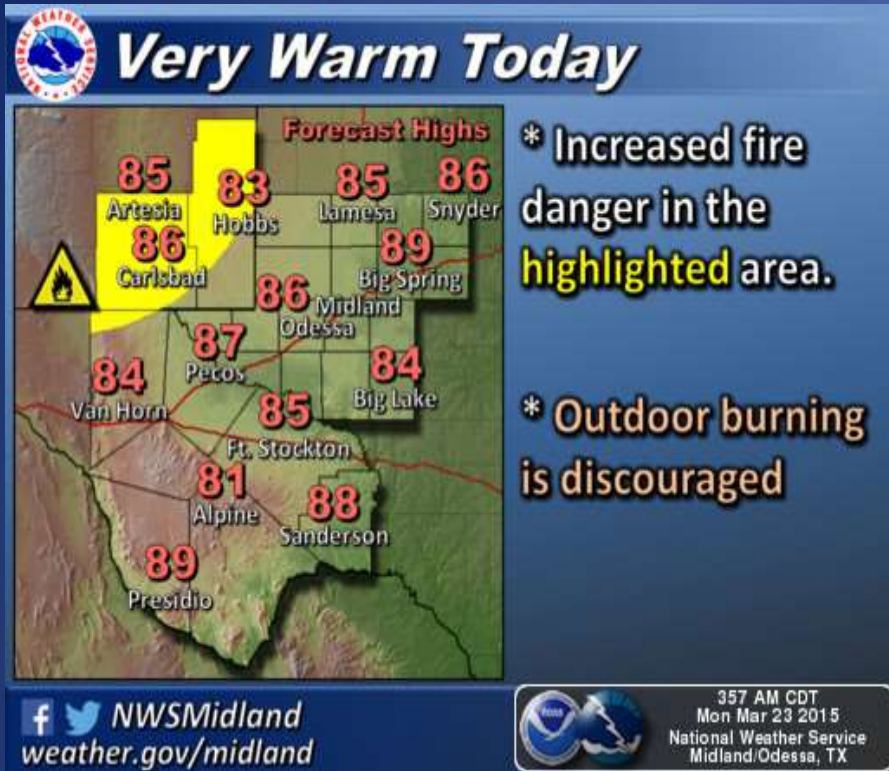 NATIONAL WEATHER SERVICE
Very Warm Today
Forecast Highs
85
Artesia
83
Hobbs
85
Lamesa
86
Snyder
86
Carlsbad
89
Big Spring
86
Midland
Odessa
87
Pecos
84
Van Horn
84
Big Lake
85
Ft. Stockton
81
Alpine
88
Sanderson
89
Presidio
* Increased fire
danger in the
highlighted area.
* Outdoor burning
is discouraged
NWSMidland
weather.gov/midland
noaa
357 AM CDT
Mon Mar 23 2015
National Weather Service
Midland/Odessa, TX